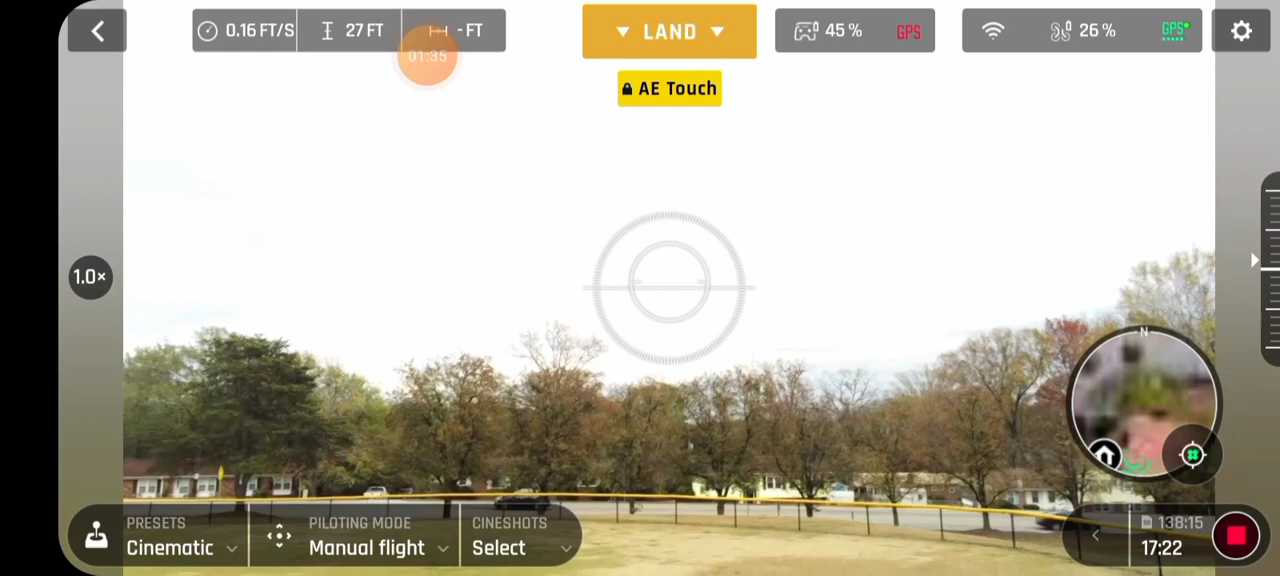 0.16 FT/S
27 FT
- FT
01:35
LAND
AE Touch
45 %
GPS
26 %
GPS
1.0×
N
PRESETS
Cinematic
PILOTING MODE
Manual flight
CINESHOTS
Select
138:15
17:22